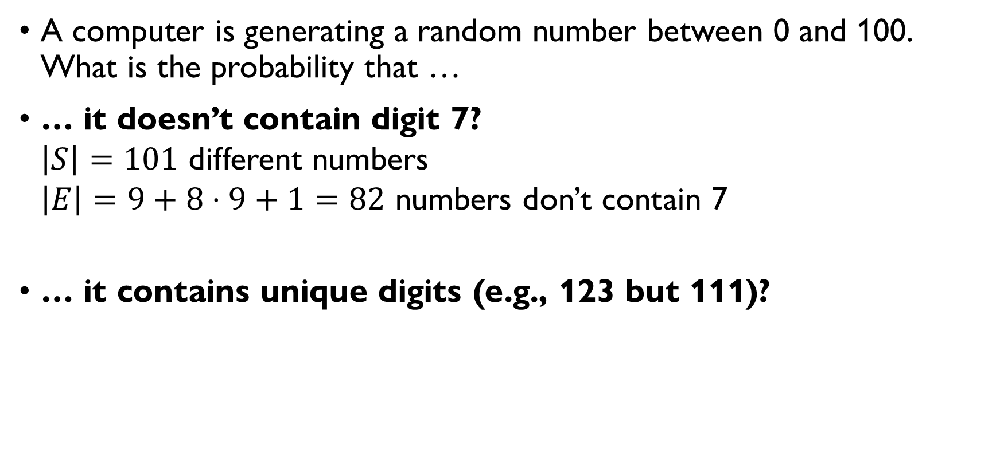 • A computer is generating a random number between 0 and 100.
What is the probability that …
• … it doesn’t contain digit 7?
|S| = 101 different numbers
|E| = 9 + 8 · 9 + 1 = 82 numbers don’t contain 7
• … it contains unique digits (e.g., 123 but 111)?